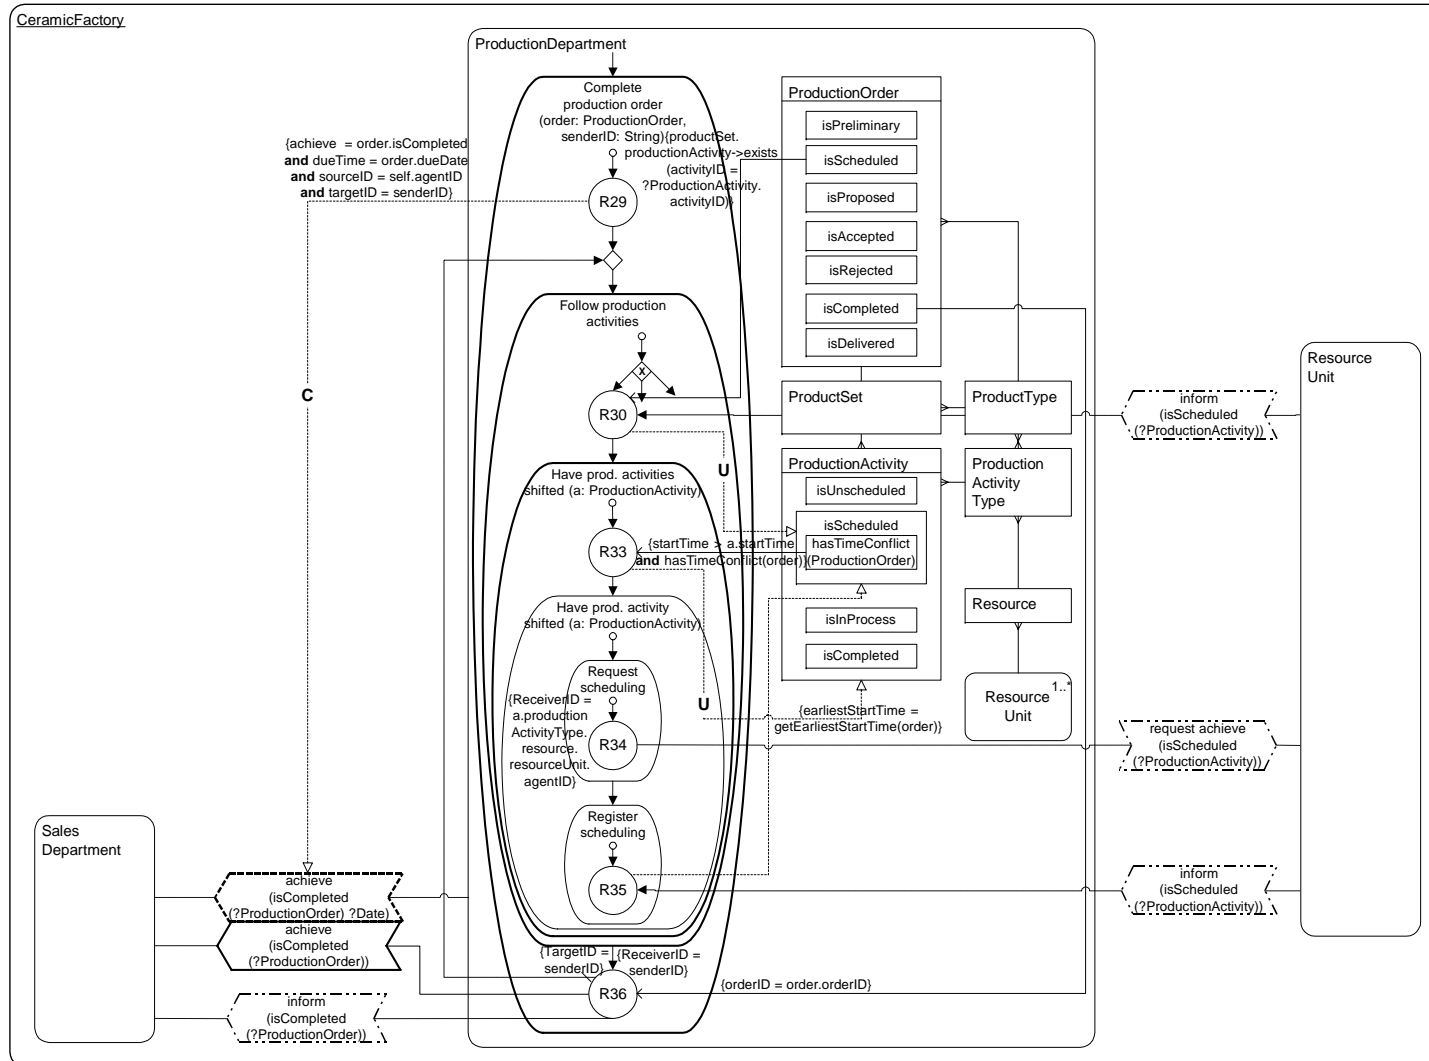 CeramicFactory
ProductionDepartment
Complete
production order
(order: ProductionOrder,
senderID: String){productSet.
productionActivity->exists
(activityID =
?ProductionActivity.
activityID)}
{achieve = order.isCompleted
and dueTime = order.dueDate
and sourceID = self.agentID
and targetID = senderID}
R29
ProductionOrder
isPreliminary
isScheduled
isProposed
isAccepted
isRejected
isCompleted
isDelivered
Follow production
activities
x
C
R30
U
ProductSet
ProductType
inform
(isScheduled
(?ProductionActivity))
Resource
Unit
Have prod. activities
shifted (a: ProductionActivity)
R33
ProductionActivity
isUnscheduled
isScheduled
hasTimeConflict
(ProductionOrder)
isInProcess
isCompleted
{startTime > a.startTime
and hasTimeConflict(order)}
Production
Activity
Type
Resource
Resource
Unit
1..*
Have prod. activity
shifted (a: ProductionActivity)
Request
scheduling
{ReceiverID =
a.production
ActivityType.
resource.
resourceUnit.
agentID}
R34
U
{earliestStartTime =
getEarliestStartTime(order)}
request achieve
(isScheduled
(?ProductionActivity))
Register
scheduling
R35
inform
(isScheduled
(?ProductionActivity))
Sales
Department
achieve
(isCompleted
(?ProductionOrder) ?Date)
achieve
(isCompleted
(?ProductionOrder))
inform
(isCompleted
(?ProductionOrder))
{TargetID =
senderID}
{ReceiverID =
senderID}
R36
{orderID = order.orderID}